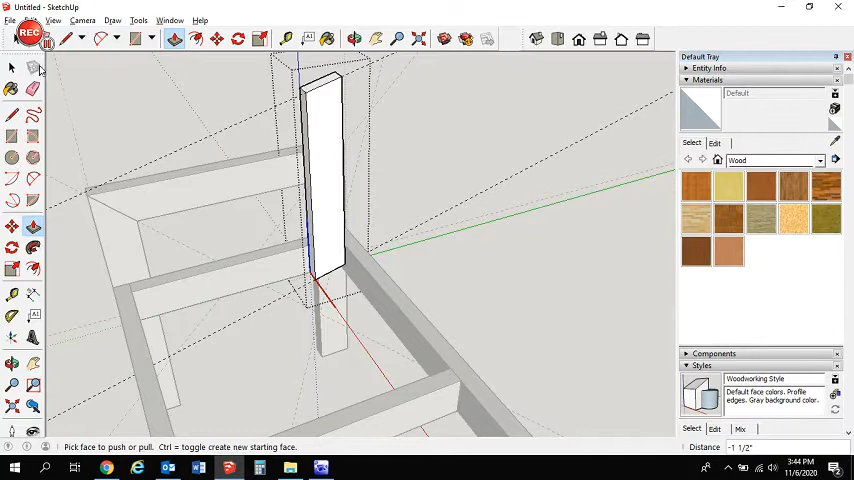 Untitled - SketchUp
File
View
Camera
Draw
Tools
Window
Help
REC
Default Tray
Entity Info
Materials
Default
Select
Edit
Wood
Components
Styles
Woodworking Style
Default face colors. Profile
edges. Gray background color.
Select
Edit
Mix
Pick face to push or pull. Ctrl = toggle create new starting face.
Distance
-1 1/2"
3:44 PM
11/6/2020
2